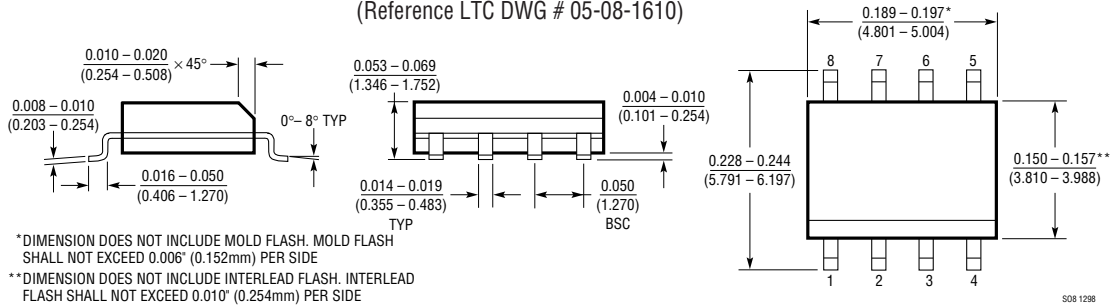 (Reference LTC DWG # 05-08-1610)
0.010 – 0.020
(0.254 – 0.508)
× 45°
0.008 – 0.010
(0.203 – 0.254)
0°– 8° TYP
0.016 – 0.050
(0.406 – 1.270)
0.053 – 0.069
(1.346 – 1.752)
0.004 – 0.010
(0.101 – 0.254)
0.014 – 0.019
(0.355 – 0.483)
TYP
0.050
(1.270)
BSC
0.189 – 0.197*
(4.801 – 5.004)
8 7 6 5
0.228 – 0.244
(5.791 – 6.197)
0.150 – 0.157**
(3.810 – 3.988)
1 2 3 4
*DIMENSION DOES NOT INCLUDE MOLD FLASH. MOLD FLASH
SHALL NOT EXCEED 0.006" (0.152mm) PER SIDE
**DIMENSION DOES NOT INCLUDE INTERLEAD FLASH. INTERLEAD
FLASH SHALL NOT EXCEED 0.010" (0.254mm) PER SIDE
SO8 1298